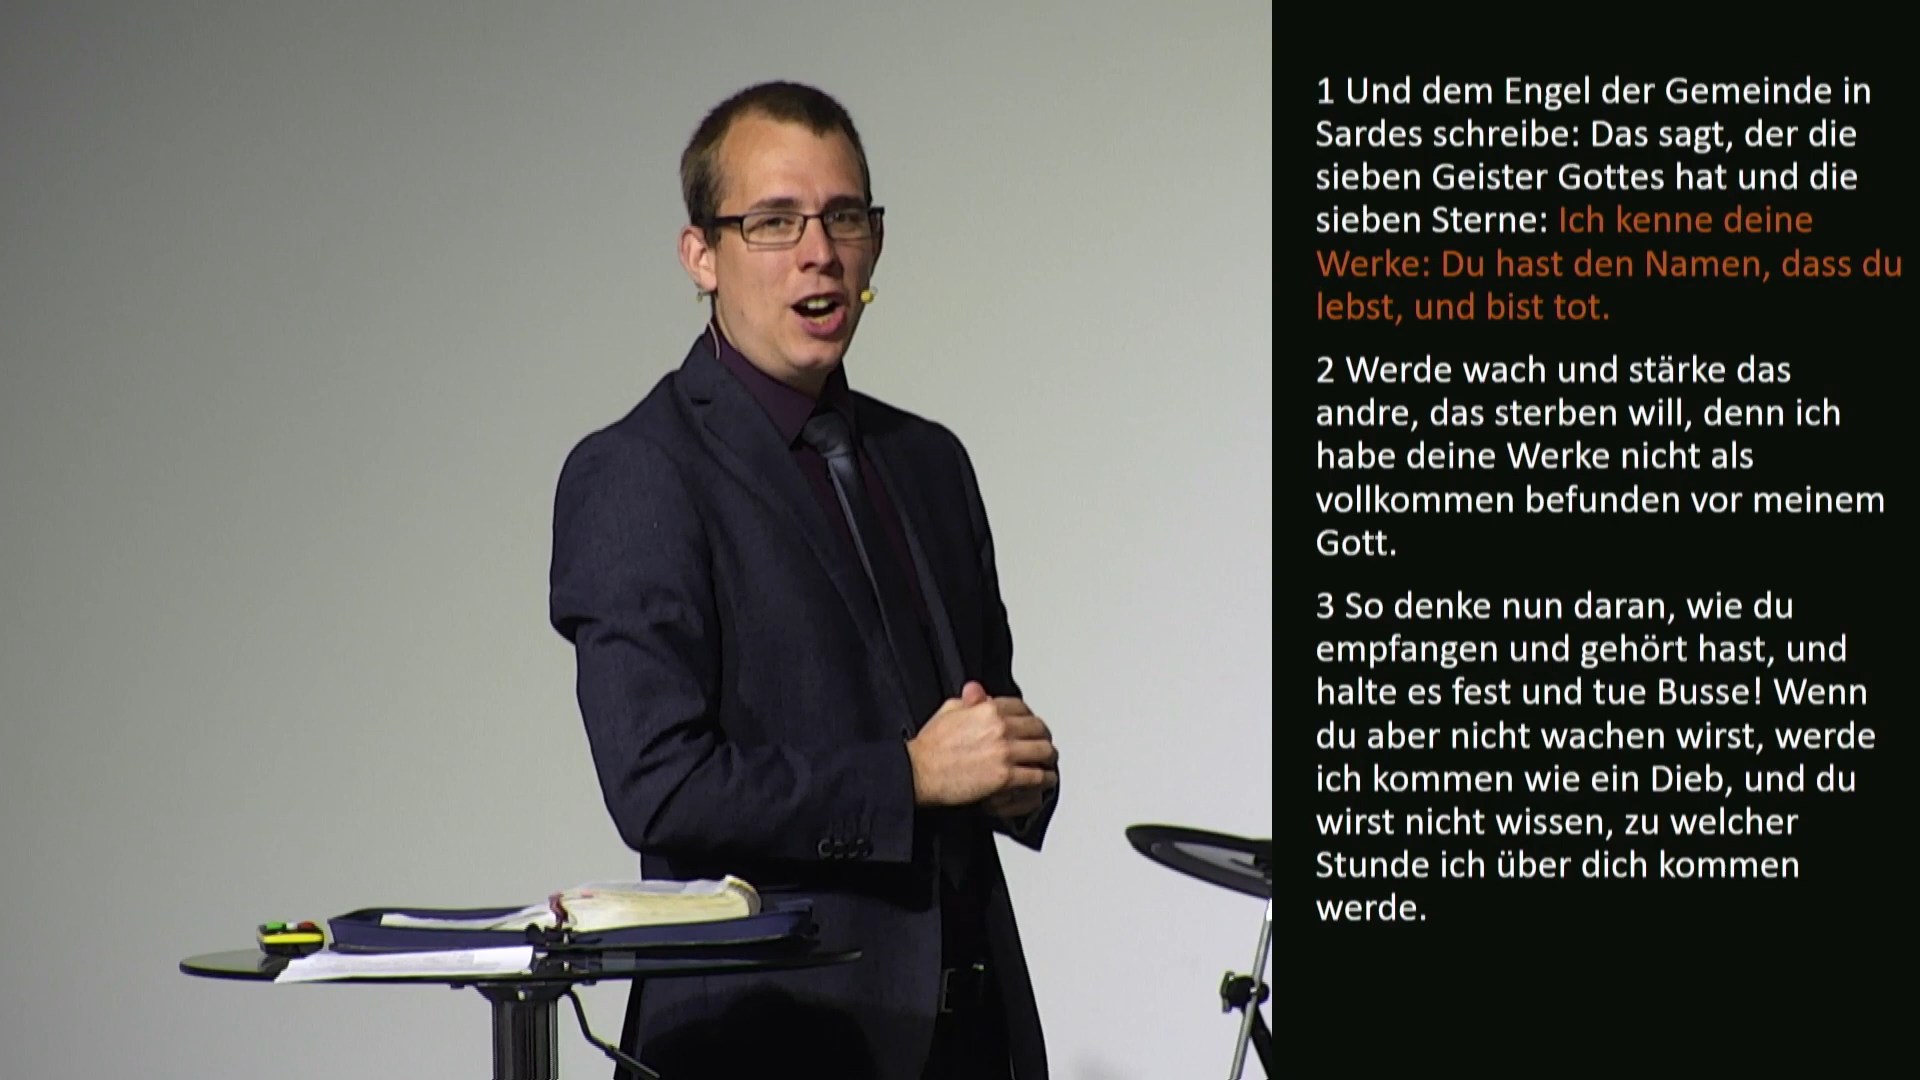 1 Und dem Engel der Gemeinde in
Sardes schreibe: Das sagt, der die
sieben Geister Gottes hat und die
sieben Sterne: Ich kenne deine
Werke: Du hast den Namen, dass du
lebst, und bist tot.
2 Werde wach und stärke das
andre, das sterben will, denn ich
habe deine Werke nicht als
vollkommen befunden vor meinem
Gott.
3 So denke nun daran, wie du
empfangen und gehört hast, und
halte es fest und tue Busse! Wenn
du aber nicht wachen wirst, werde
ich kommen wie ein Dieb, und du
wirst nicht wissen, zu welcher
Stunde ich über dich kommen
werde.